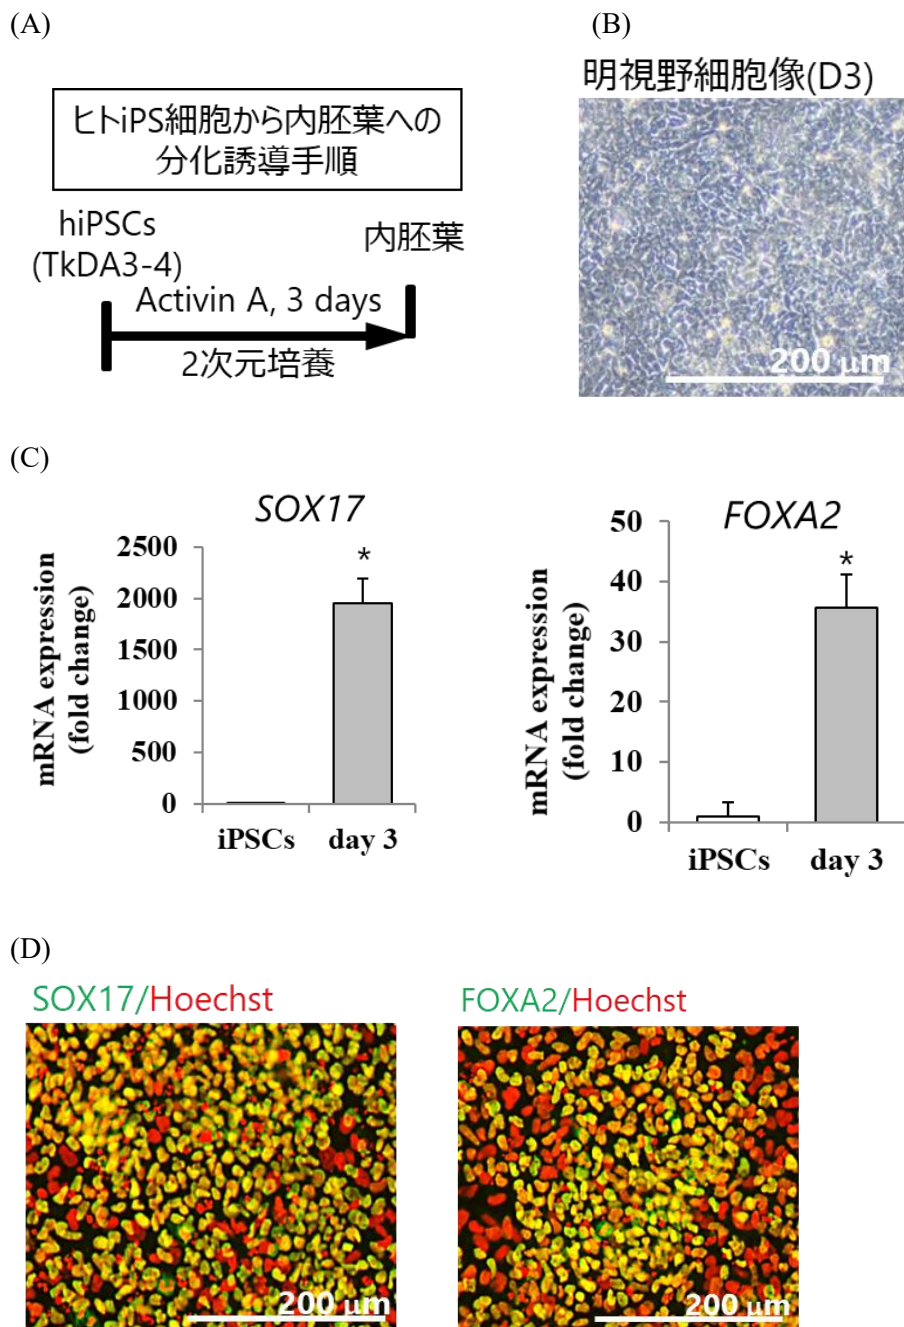 (A)
ヒトiPS細胞から内胚葉への
分化誘導手順
hiPSCs
(TkDA3-4)
内胚葉
Activin A, 3 days
2次元培養
(B)
明視野細胞像(D3)
200 μm
(C)
SOX17
mRNA expression
(fold change)
2500
2000
1500
1000
500
0
*
iPSCs
day 3
FOXA2
mRNA expression
(fold change)
50
40
30
20
10
0
*
iPSCs
day 3
(D)
SOX17/Hoechst
200 μm
FOXA2/Hoechst
200 μm